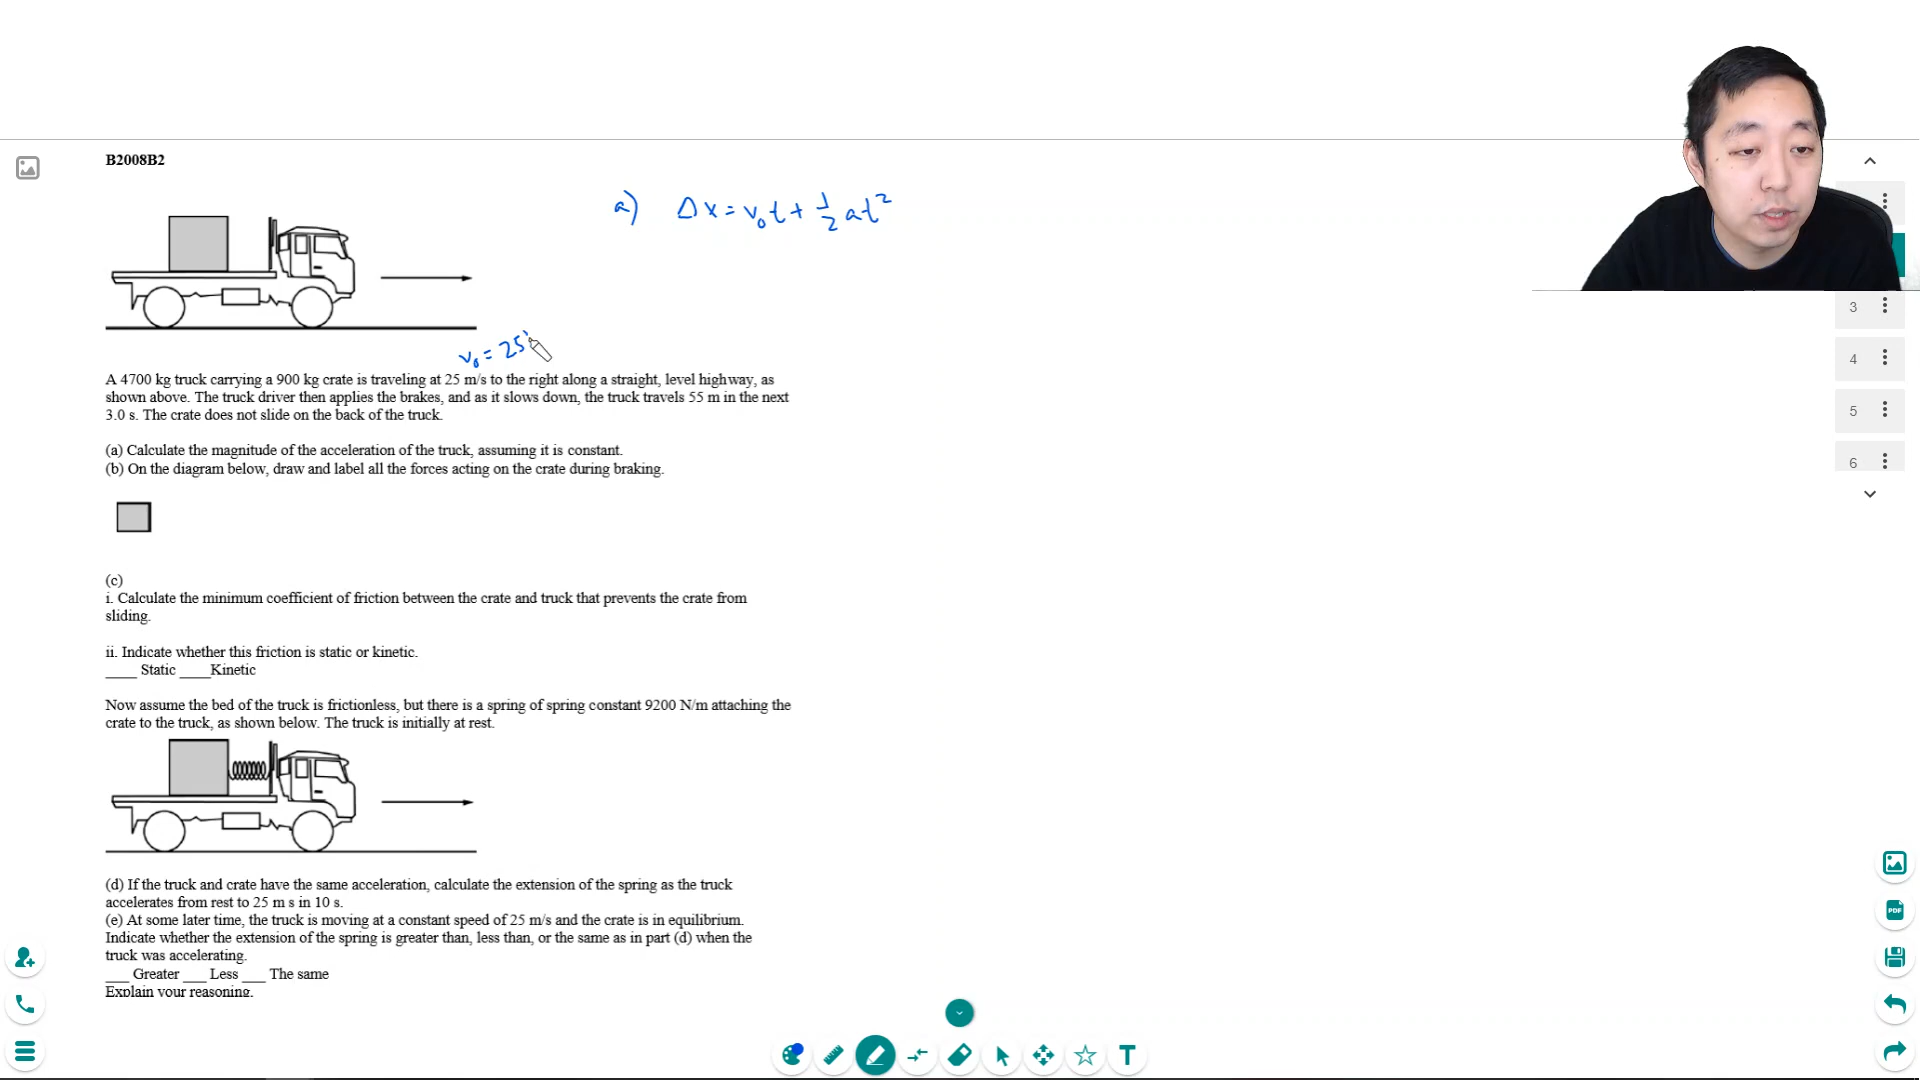 B2008B2
a) Δx = v₀t + 1/2 at²
v₀ = 25
A 4700 kg truck carrying a 900 kg crate is traveling at 25 m/s to the right along a straight, level highway, as
shown above. The truck driver then applies the brakes, and as it slows down, the truck travels 55 m in the next
3.0 s. The crate does not slide on the back of the truck.
(a) Calculate the magnitude of the acceleration of the truck, assuming it is constant.
(b) On the diagram below, draw and label all the forces acting on the crate during braking.
(c)
i. Calculate the minimum coefficient of friction between the crate and truck that prevents the crate from
sliding.
ii. Indicate whether this friction is static or kinetic.
____ Static ____Kinetic
Now assume the bed of the truck is frictionless, but there is a spring of spring constant 9200 N/m attaching the
crate to the truck, as shown below. The truck is initially at rest.
(d) If the truck and crate have the same acceleration, calculate the extension of the spring as the truck
accelerates from rest to 25 m s in 10 s.
(e) At some later time, the truck is moving at a constant speed of 25 m/s and the crate is in equilibrium.
Indicate whether the extension of the spring is greater than, less than, or the same as in part (d) when the
truck was accelerating.
___ Greater ___ Less ___ The same
Explain your reasoning.
3
4
5
6
PDF
T